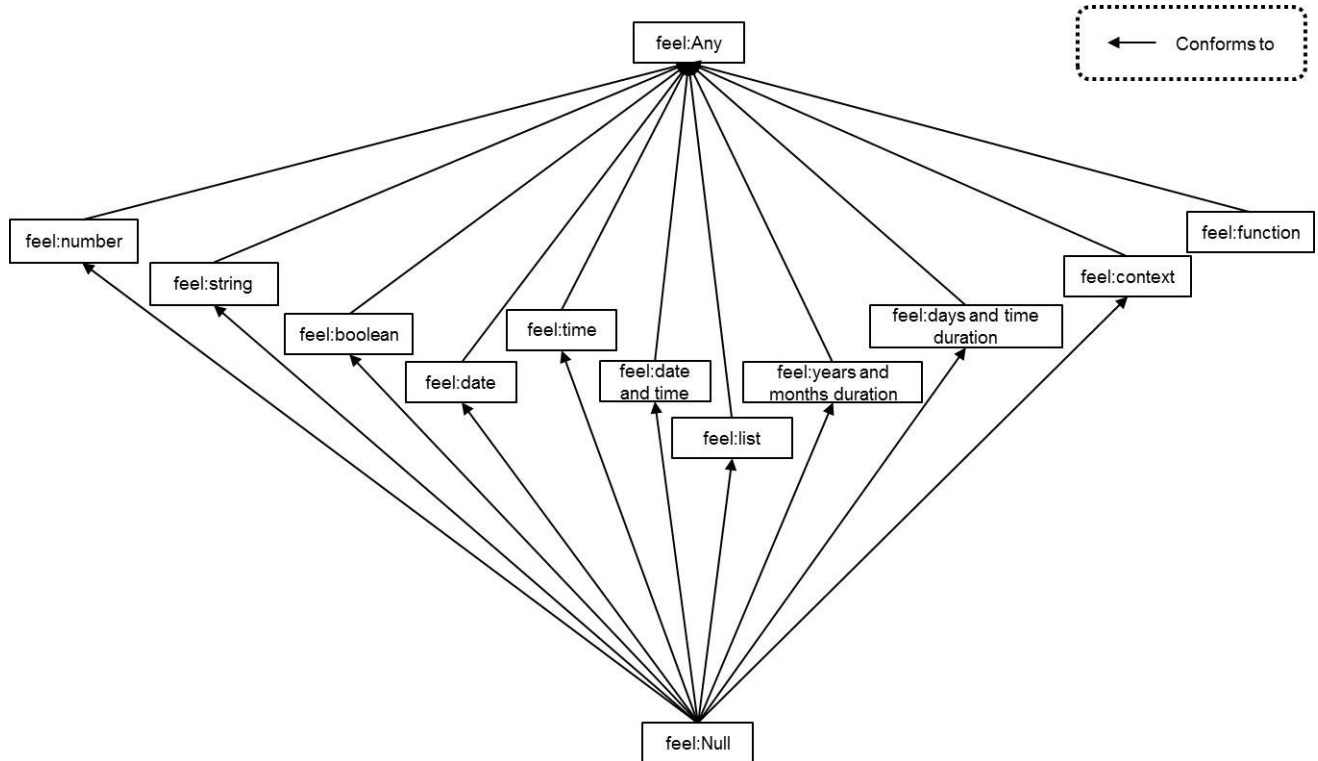 feel:Any
Conforms to
feel:number
feel:function
feel:string
feel:context
feel:boolean
feel:time
feel:days and time
duration
feel:date
feel:date
and time
feel:years and
months duration
feel:list
feel:Null